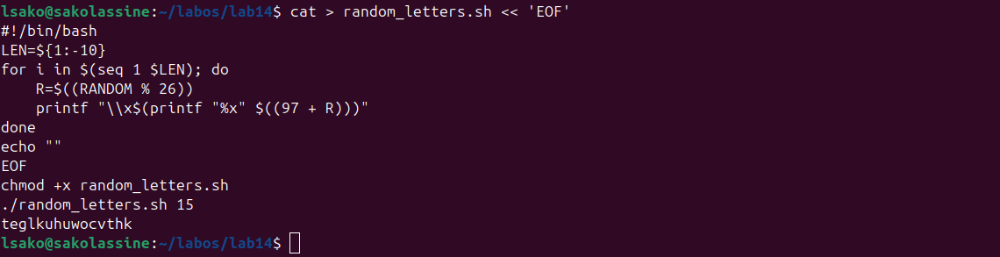 lsako@sakolassine:~/labos/lab14$ cat > random_letters.sh << 'EOF'
#!/bin/bash
LEN=${1:-10}
for i in $(seq 1 $LEN); do
    R=$((RANDOM % 26))
    printf "\\x$(printf "%x" $((97 + R)))"
done
echo ""
EOF
chmod +x random_letters.sh
./random_letters.sh 15
teglkuhuwocvthk
lsako@sakolassine:~/labos/lab14$